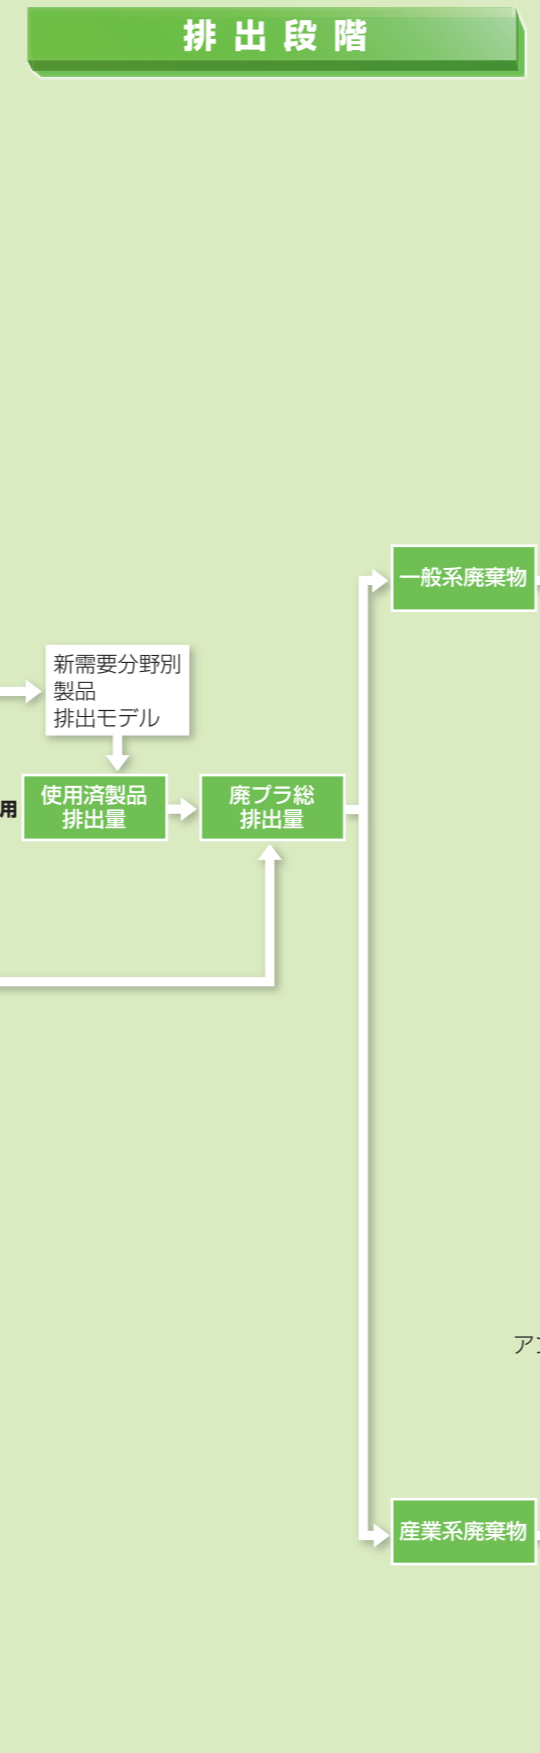 排出段階
一般系廃棄物
新需要分野別
製品
排出モデル
用
使用済製品
排出量
廃プラ総
排出量
ア
産業系廃棄物